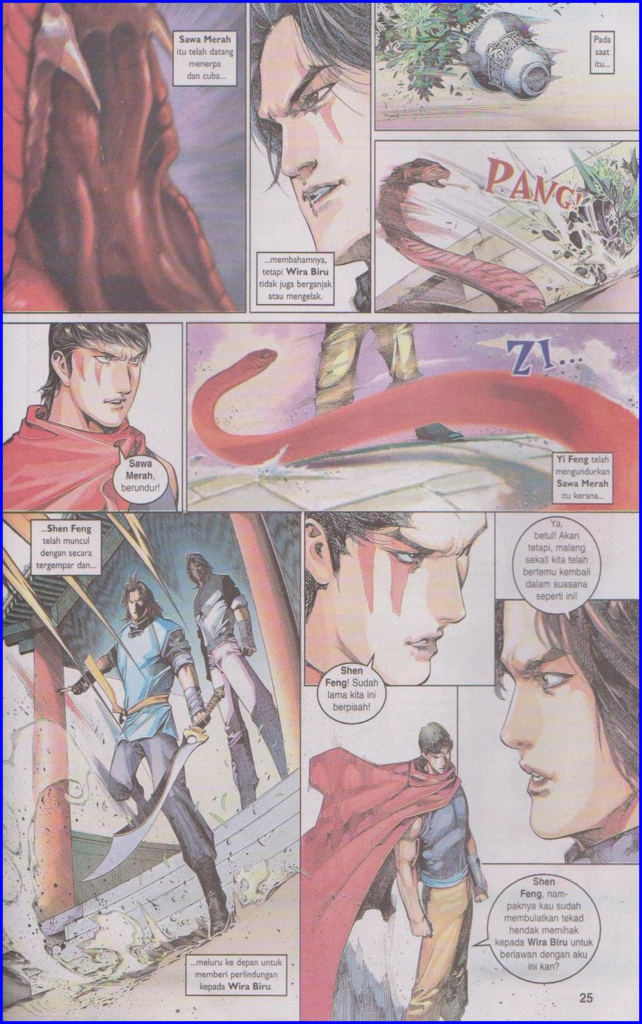 Sawa Merah
itu telah datang
menerpa
dan cuba...
...membahamnya,
tetapi Wira Biru
tidak juga berganjak
atau mengelak.
Pada
saat
itu...
PANG!
Sawa
Merah,
berundur!
ZI...
Yi Feng telah
mengundurkan
Sawa Merah
itu kerana...
...Shen Feng
telah muncul
dengan secara
tergempar dan...
...meluru ke depan untuk
memberi perlindungan
kepada Wira Biru.
Shen
Feng! Sudah
lama kita ini
berpisah!
Ya,
betul! Akan
tetapi, malang
sekali kita telah
bertemu kembali
dalam suasana
seperti ini!
Shen
Feng, nam-
paknya kau sudah
membulatkan tekad
hendak memihak
kepada Wira Biru untuk
berlawan dengan aku
ini kan?
25